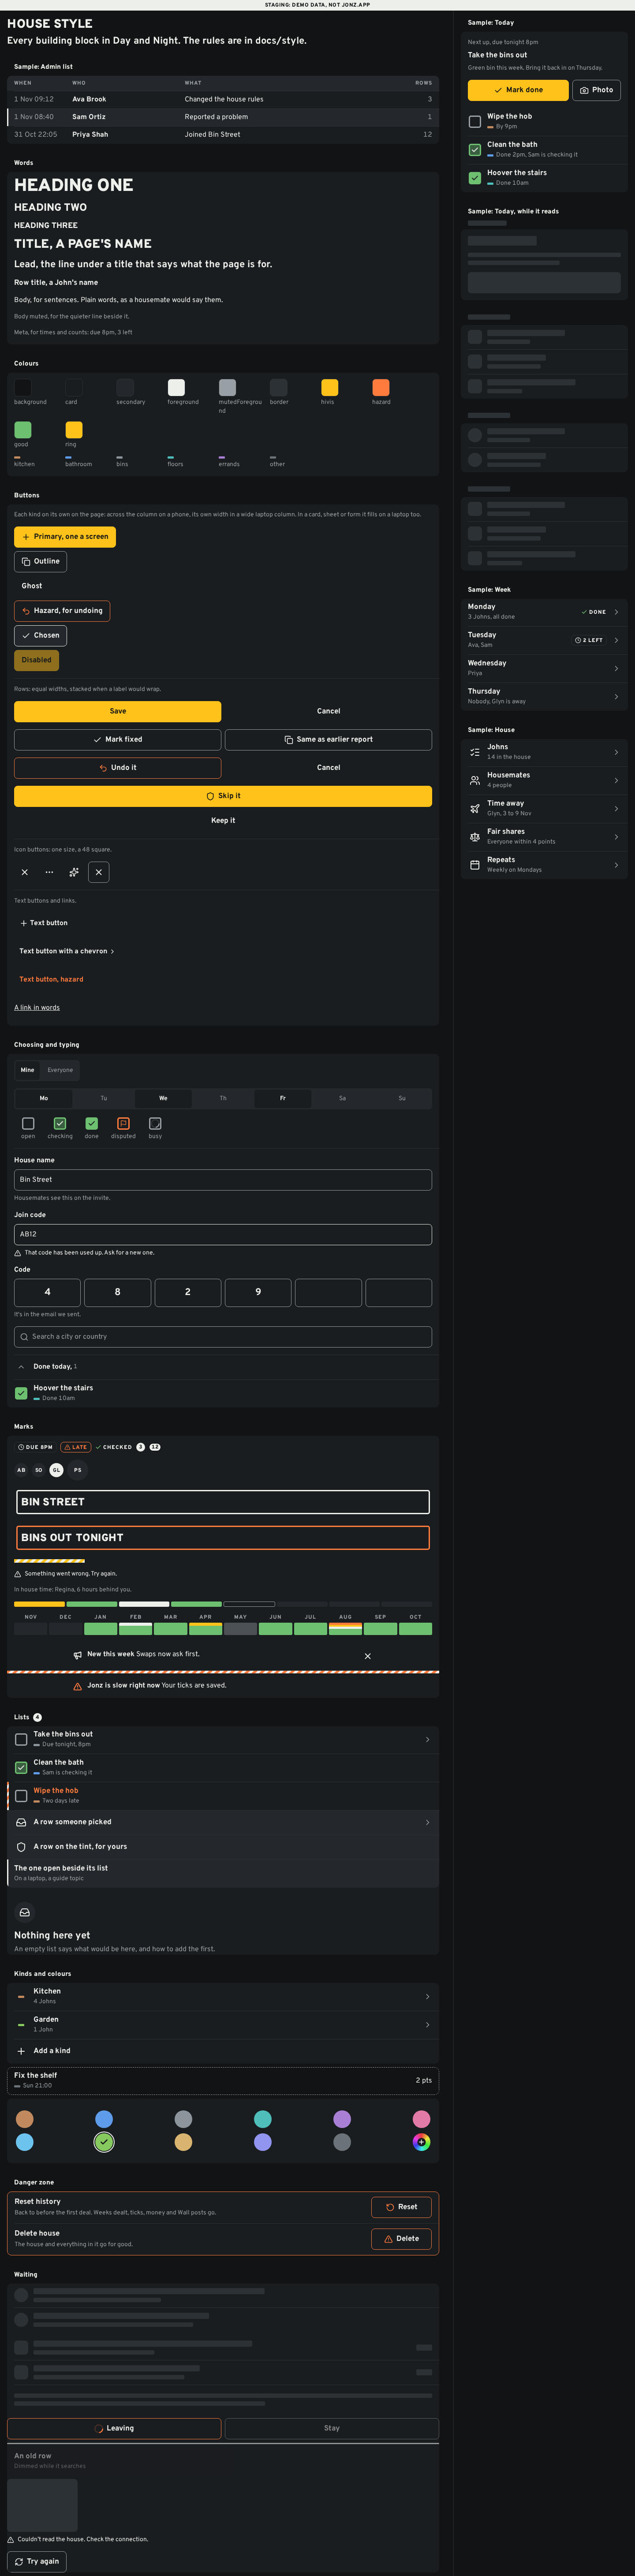 STAGING: DEMO DATA, NOT JONZ.APP
HOUSE STYLE
Every building block in Day and Night. The rules are in docs/style.
Sample: Admin list
WHEN WHO WHAT ROWS
1 Nov 09:12 Ava Brook Changed the house rules 3
1 Nov 08:40 Sam Ortiz Reported a problem 1
31 Oct 22:05 Priya Shah Joined Bin Street 12
Words
HEADING ONE
HEADING TWO
HEADING THREE
TITLE, A PAGE'S NAME
Lead, the line under a title that says what the page is for.
Row title, a John's name
Body, for sentences. Plain words, as a housemate would say them.
Body muted, for the quieter line beside it.
Meta, for times and counts: due 8pm, 3 left
Colours
background card secondary foreground mutedForegrou border hivis hazard
nd
good ring
kitchen bathroom bins floors errands other
Buttons
Each kind on its own on the page: across the column on a phone, its own width in a wide laptop column. In a card, sheet or form it fills on a laptop too.
Primary, one a screen
Outline
Ghost
Hazard, for undoing
Chosen
Disabled
Rows: equal widths, stacked when a label would wrap.
Save Cancel
Mark fixed Same as earlier report
Undo it Cancel
Skip it
Keep it
Icon buttons: one size, a 48 square.
Text buttons and links.
Text button
Text button with a chevron
Text button, hazard
A link in words
Choosing and typing
Mine Everyone
Mo Tu We Th Fr Sa Su
open checking done disputed busy
House name
Bin Street
Housemates see this on the invite.
Join code
AB12
That code has been used up. Ask for a new one.
Code
4 8 2 9
It's in the email we sent.
Search a city or country
Done today, 1
Hoover the stairs
Done 10am
Marks
DUE 8PM LATE CHECKED 3 12
AB SO GL PS
BIN STREET
BINS OUT TONIGHT
Something went wrong. Try again.
In house time: Regina, 6 hours behind you.
NOV DEC JAN FEB MAR APR MAY JUN JUL AUG SEP OCT
New this week Swaps now ask first.
Jonz is slow right now Your ticks are saved.
Lists 4
Take the bins out
Due tonight, 8pm
Clean the bath
Sam is checking it
Wipe the hob
Two days late
A row someone picked
A row on the tint, for yours
The one open beside its list
On a laptop, a guide topic
Nothing here yet
An empty list says what would be here, and how to add the first.
Kinds and colours
Kitchen
4 Johns
Garden
1 John
Add a kind
Fix the shelf
Sun 21:00
2 pts
Danger zone
Reset history
Back to before the first deal. Weeks dealt, ticks, money and Wall posts go.
Reset
Delete house
The house and everything in it go for good.
Delete
Waiting
Leaving Stay
An old row
Dimmed while it searches
Couldn't read the house. Check the connection.
Try again
Sample: Today
Next up, due tonight 8pm
Take the bins out
Green bin this week. Bring it back in on Thursday.
Mark done Photo
Wipe the hob
By 9pm
Clean the bath
Done 2pm, Sam is checking it
Hoover the stairs
Done 10am
Sample: Today, while it reads
Sample: Week
Monday
3 Johns, all done
DONE
Tuesday
Ava, Sam
2 LEFT
Wednesday
Priya
Thursday
Nobody, Glyn is away
Sample: House
Johns
14 in the house
Housemates
4 people
Time away
Glyn, 3 to 9 Nov
Fair shares
Everyone within 4 points
Repeats
Weekly on Mondays